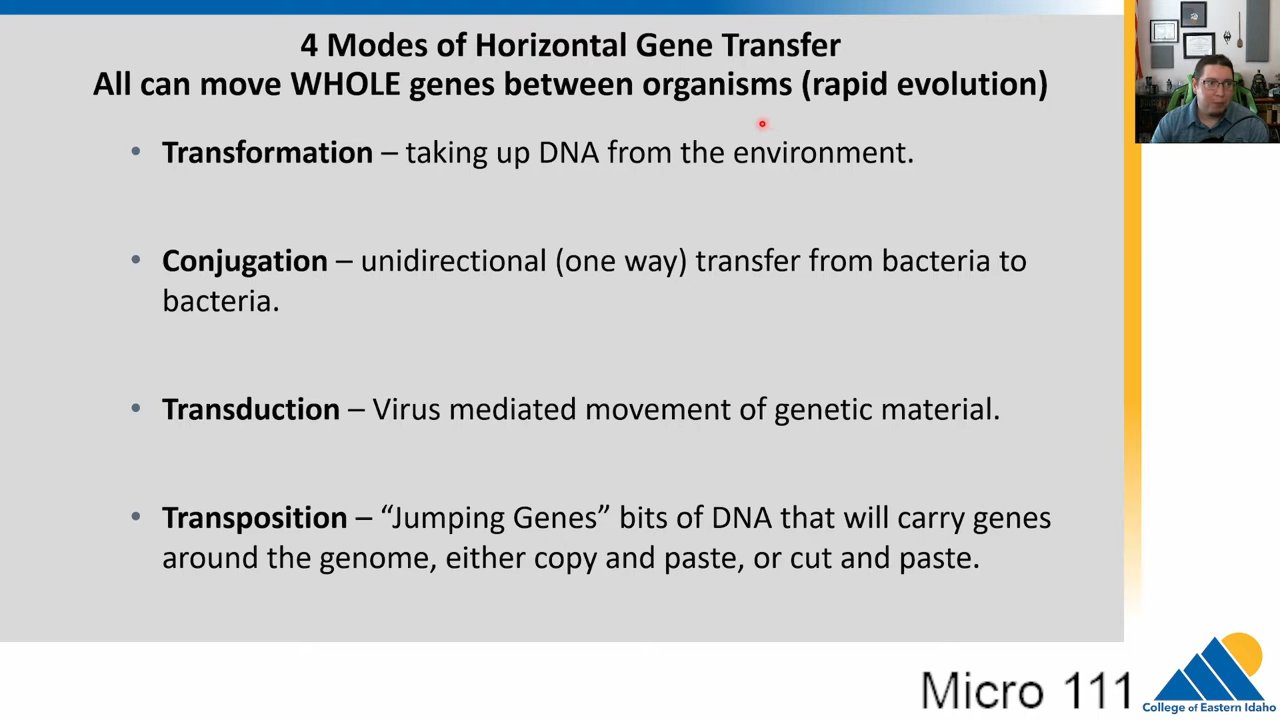 4 Modes of Horizontal Gene Transfer
All can move WHOLE genes between organisms (rapid evolution)
• Transformation – taking up DNA from the environment.
• Conjugation – unidirectional (one way) transfer from bacteria to
bacteria.
• Transduction – Virus mediated movement of genetic material.
• Transposition – “Jumping Genes” bits of DNA that will carry genes
around the genome, either copy and paste, or cut and paste.
Micro 111
College of Eastern Idaho